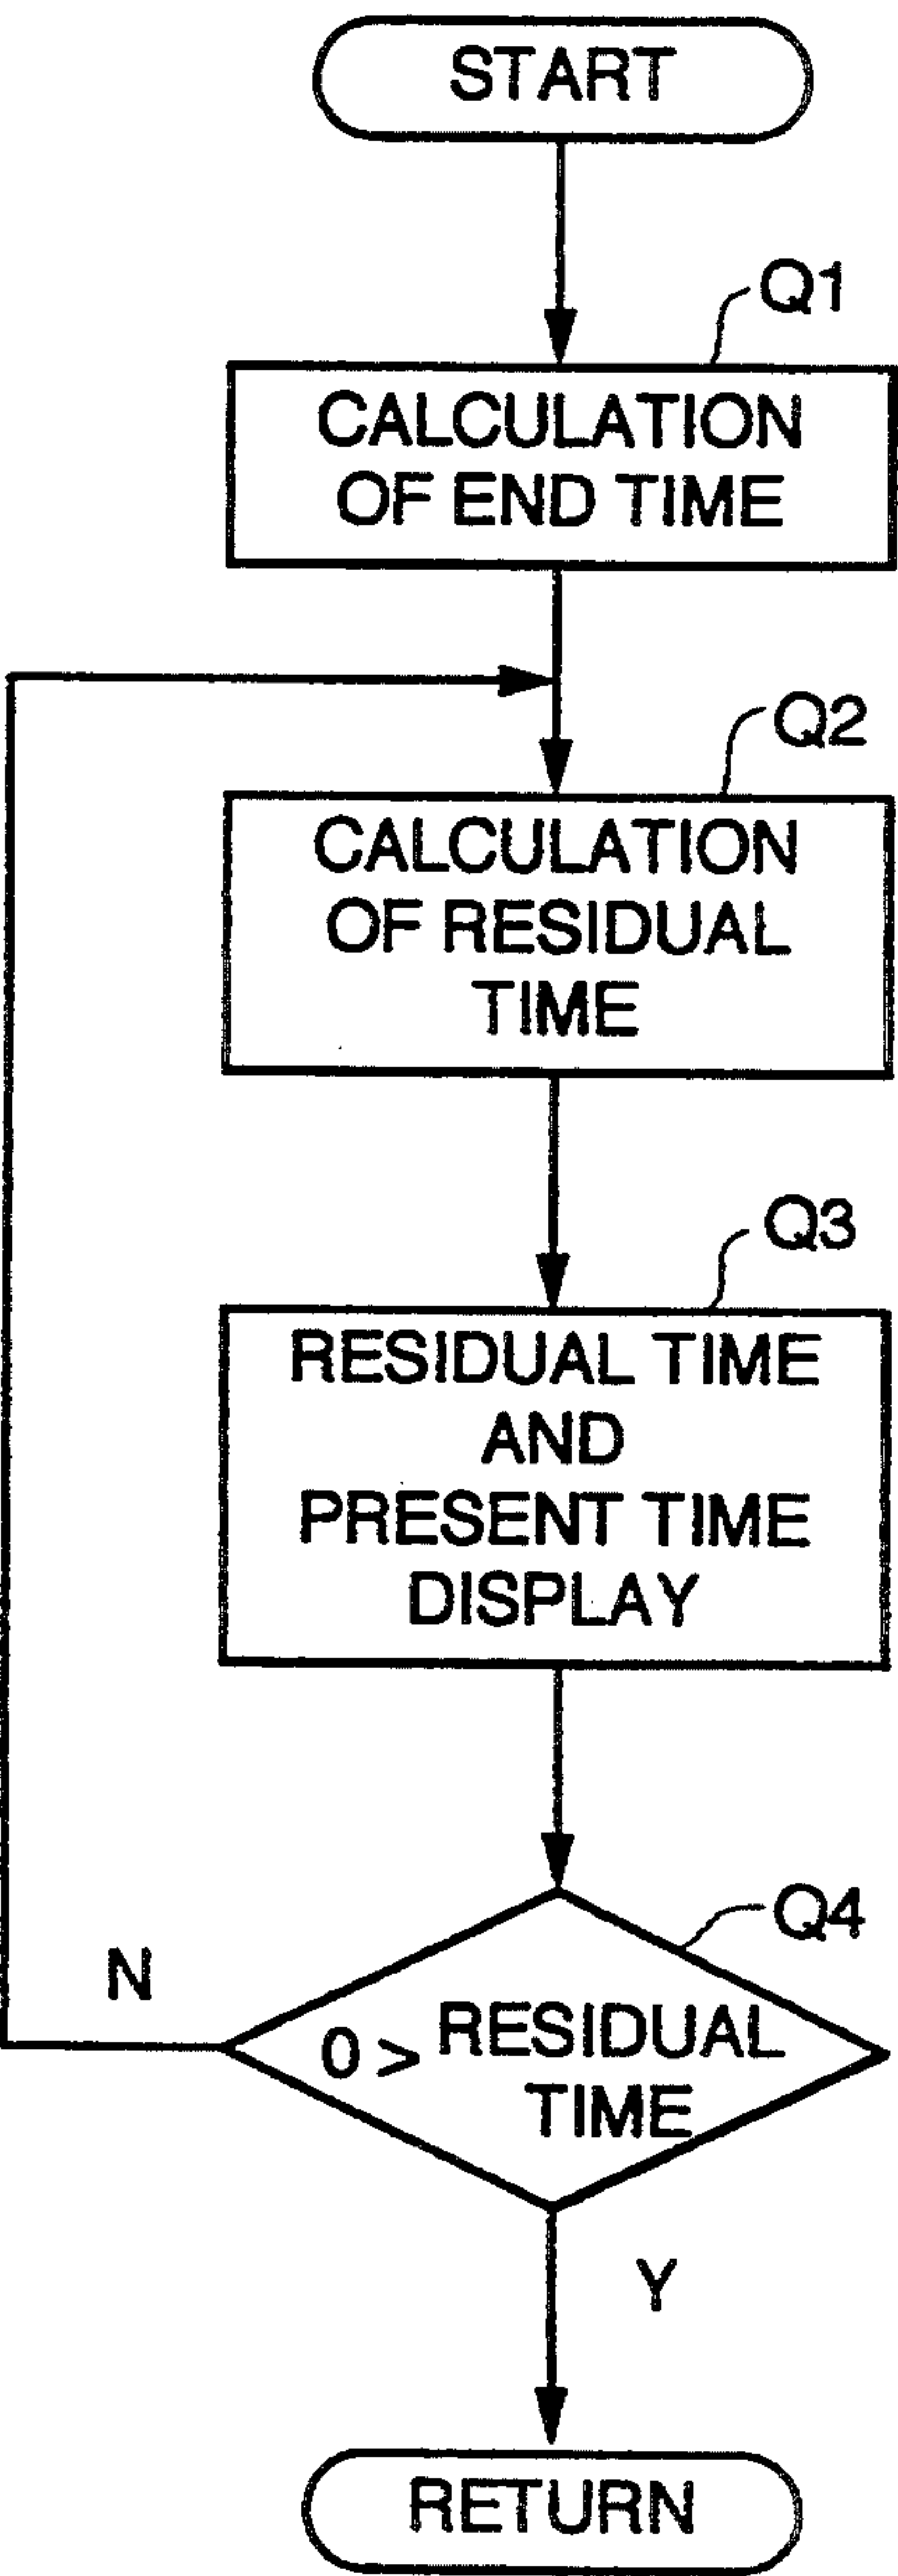 START
Q1
CALCULATION
OF END TIME
Q2
CALCULATION
OF RESIDUAL
TIME
Q3
RESIDUAL TIME
AND
PRESENT TIME
DISPLAY
Q4
N
0 > RESIDUAL
TIME
Y
RETURN